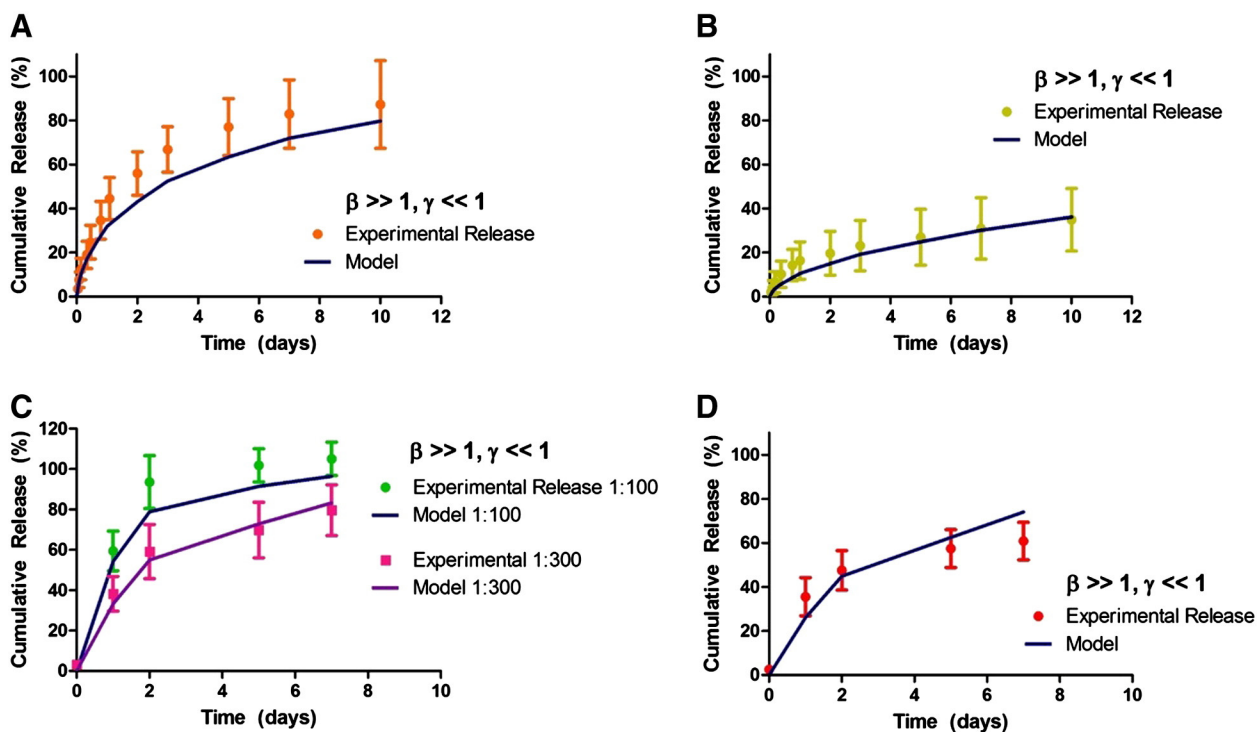 A
Cumulative Release (%)
100
80
60
40
20
0
β >> 1, γ << 1
Experimental Release
Model
0 2 4 6 8 10 12
Time (days)
B
Cumulative Release (%)
100
80
60
40
20
0
β >> 1, γ << 1
Experimental Release
Model
0 2 4 6 8 10 12
Time (days)
C
Cumulative Release (%)
120
100
80
60
40
20
0
β >> 1, γ << 1
Experimental Release 1:100
Model 1:100
Experimental 1:300
Model 1:300
0 2 4 6 8 10
Time (days)
D
Cumulative Release (%)
100
80
60
40
20
0
β >> 1, γ << 1
Experimental Release
Model
0 2 4 6 8 10
Time (days)